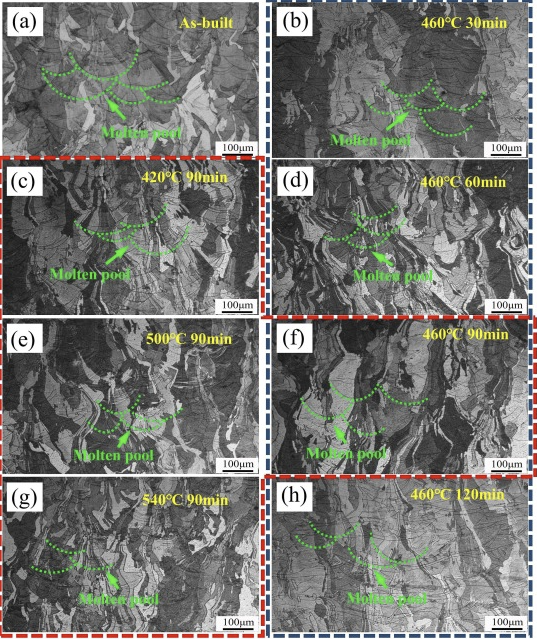 (a)
As-built
Molten pool
100μm
(b)
460°C 30min
Molten pool
100μm
(c)
420°C 90min
Molten pool
100μm
(d)
460°C 60min
Molten pool
100μm
(e)
500°C 90min
Molten pool
100μm
(f)
460°C 90min
Molten pool
100μm
(g)
540°C 90min
Molten pool
100μm
(h)
460°C 120min
Molten pool
100μm